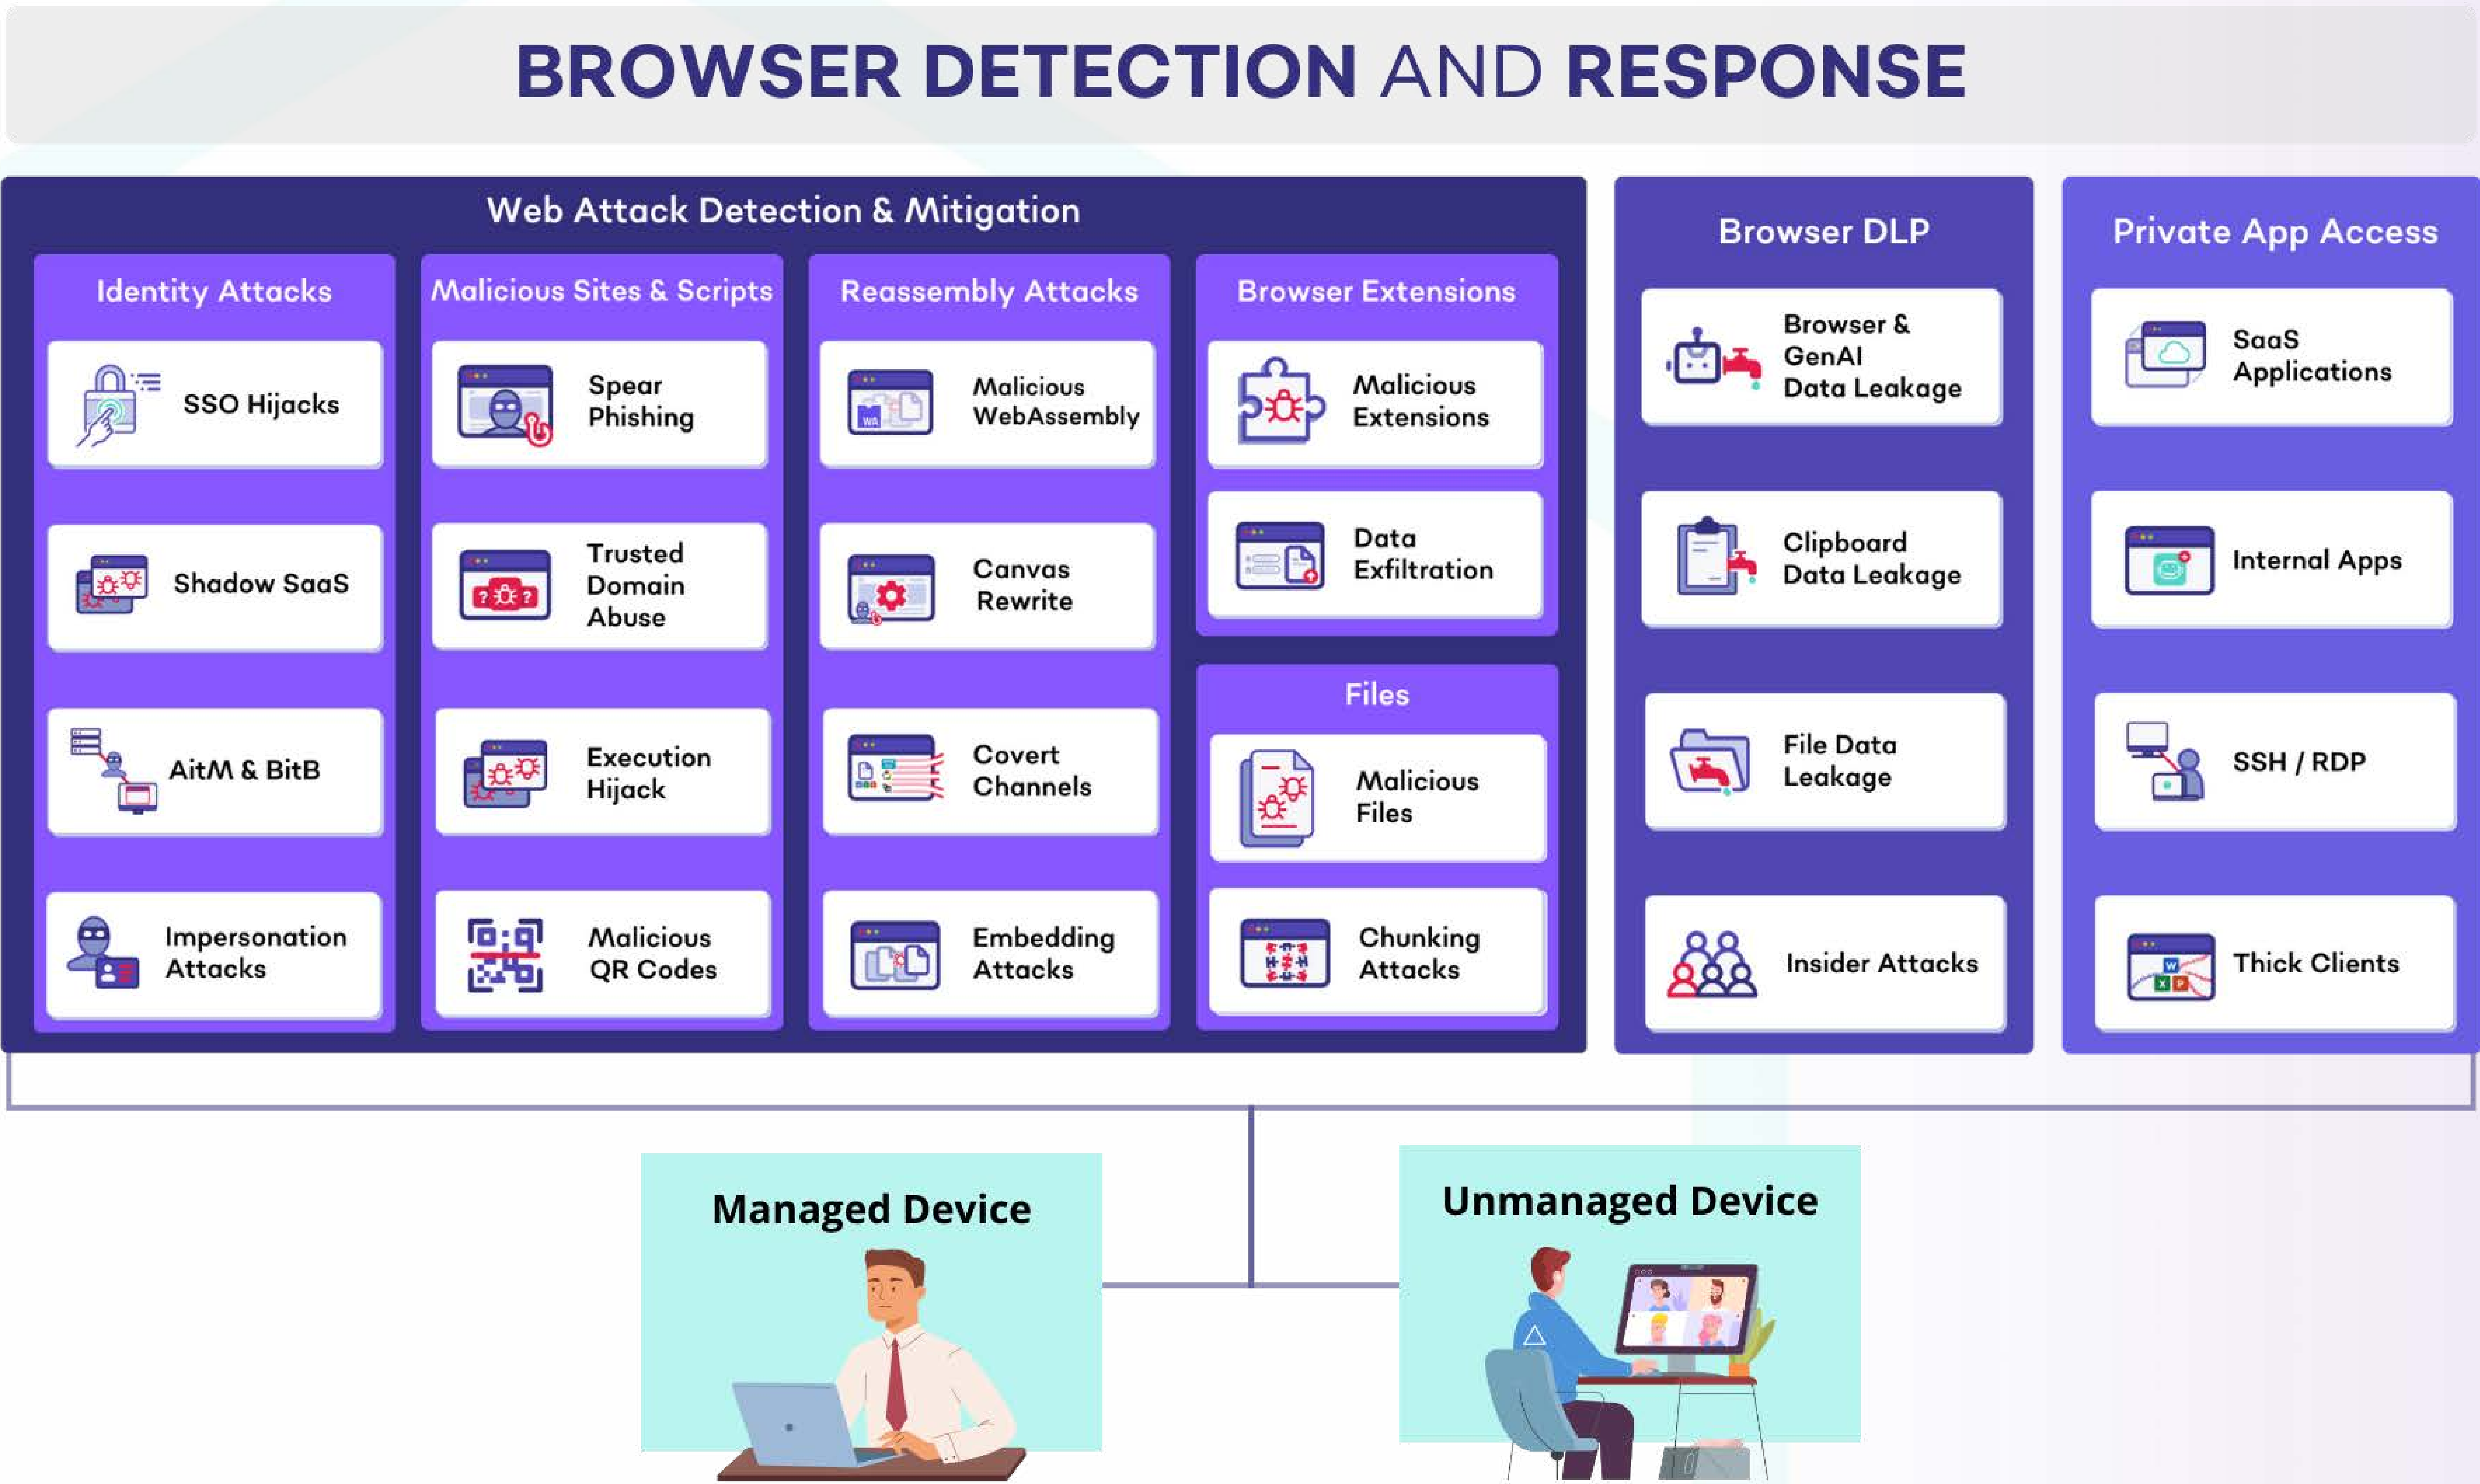 BROWSER DETECTION AND RESPONSE
Web Attack Detection & Mitigation
Identity Attacks
SSO Hijacks
Shadow SaaS
AitM & BitB
Impersonation
Attacks
Malicious Sites & Scripts
Spear
Phishing
Trusted
Domain
Abuse
Execution
Hijack
Malicious
QR Codes
Reassembly Attacks
WA
Malicious
WebAssembly
Canvas
Rewrite
Covert
Channels
Embedding
Attacks
Browser Extensions
Malicious
Extensions
Data
Exfiltration
Files
Malicious
Files
Chunking
Attacks
Browser DLP
Browser &
GenAI
Data Leakage
Clipboard
Data Leakage
File Data
Leakage
Insider Attacks
Private App Access
SaaS
Applications
Internal Apps
SSH / RDP
W
X P
Thick Clients
Managed Device
Unmanaged Device